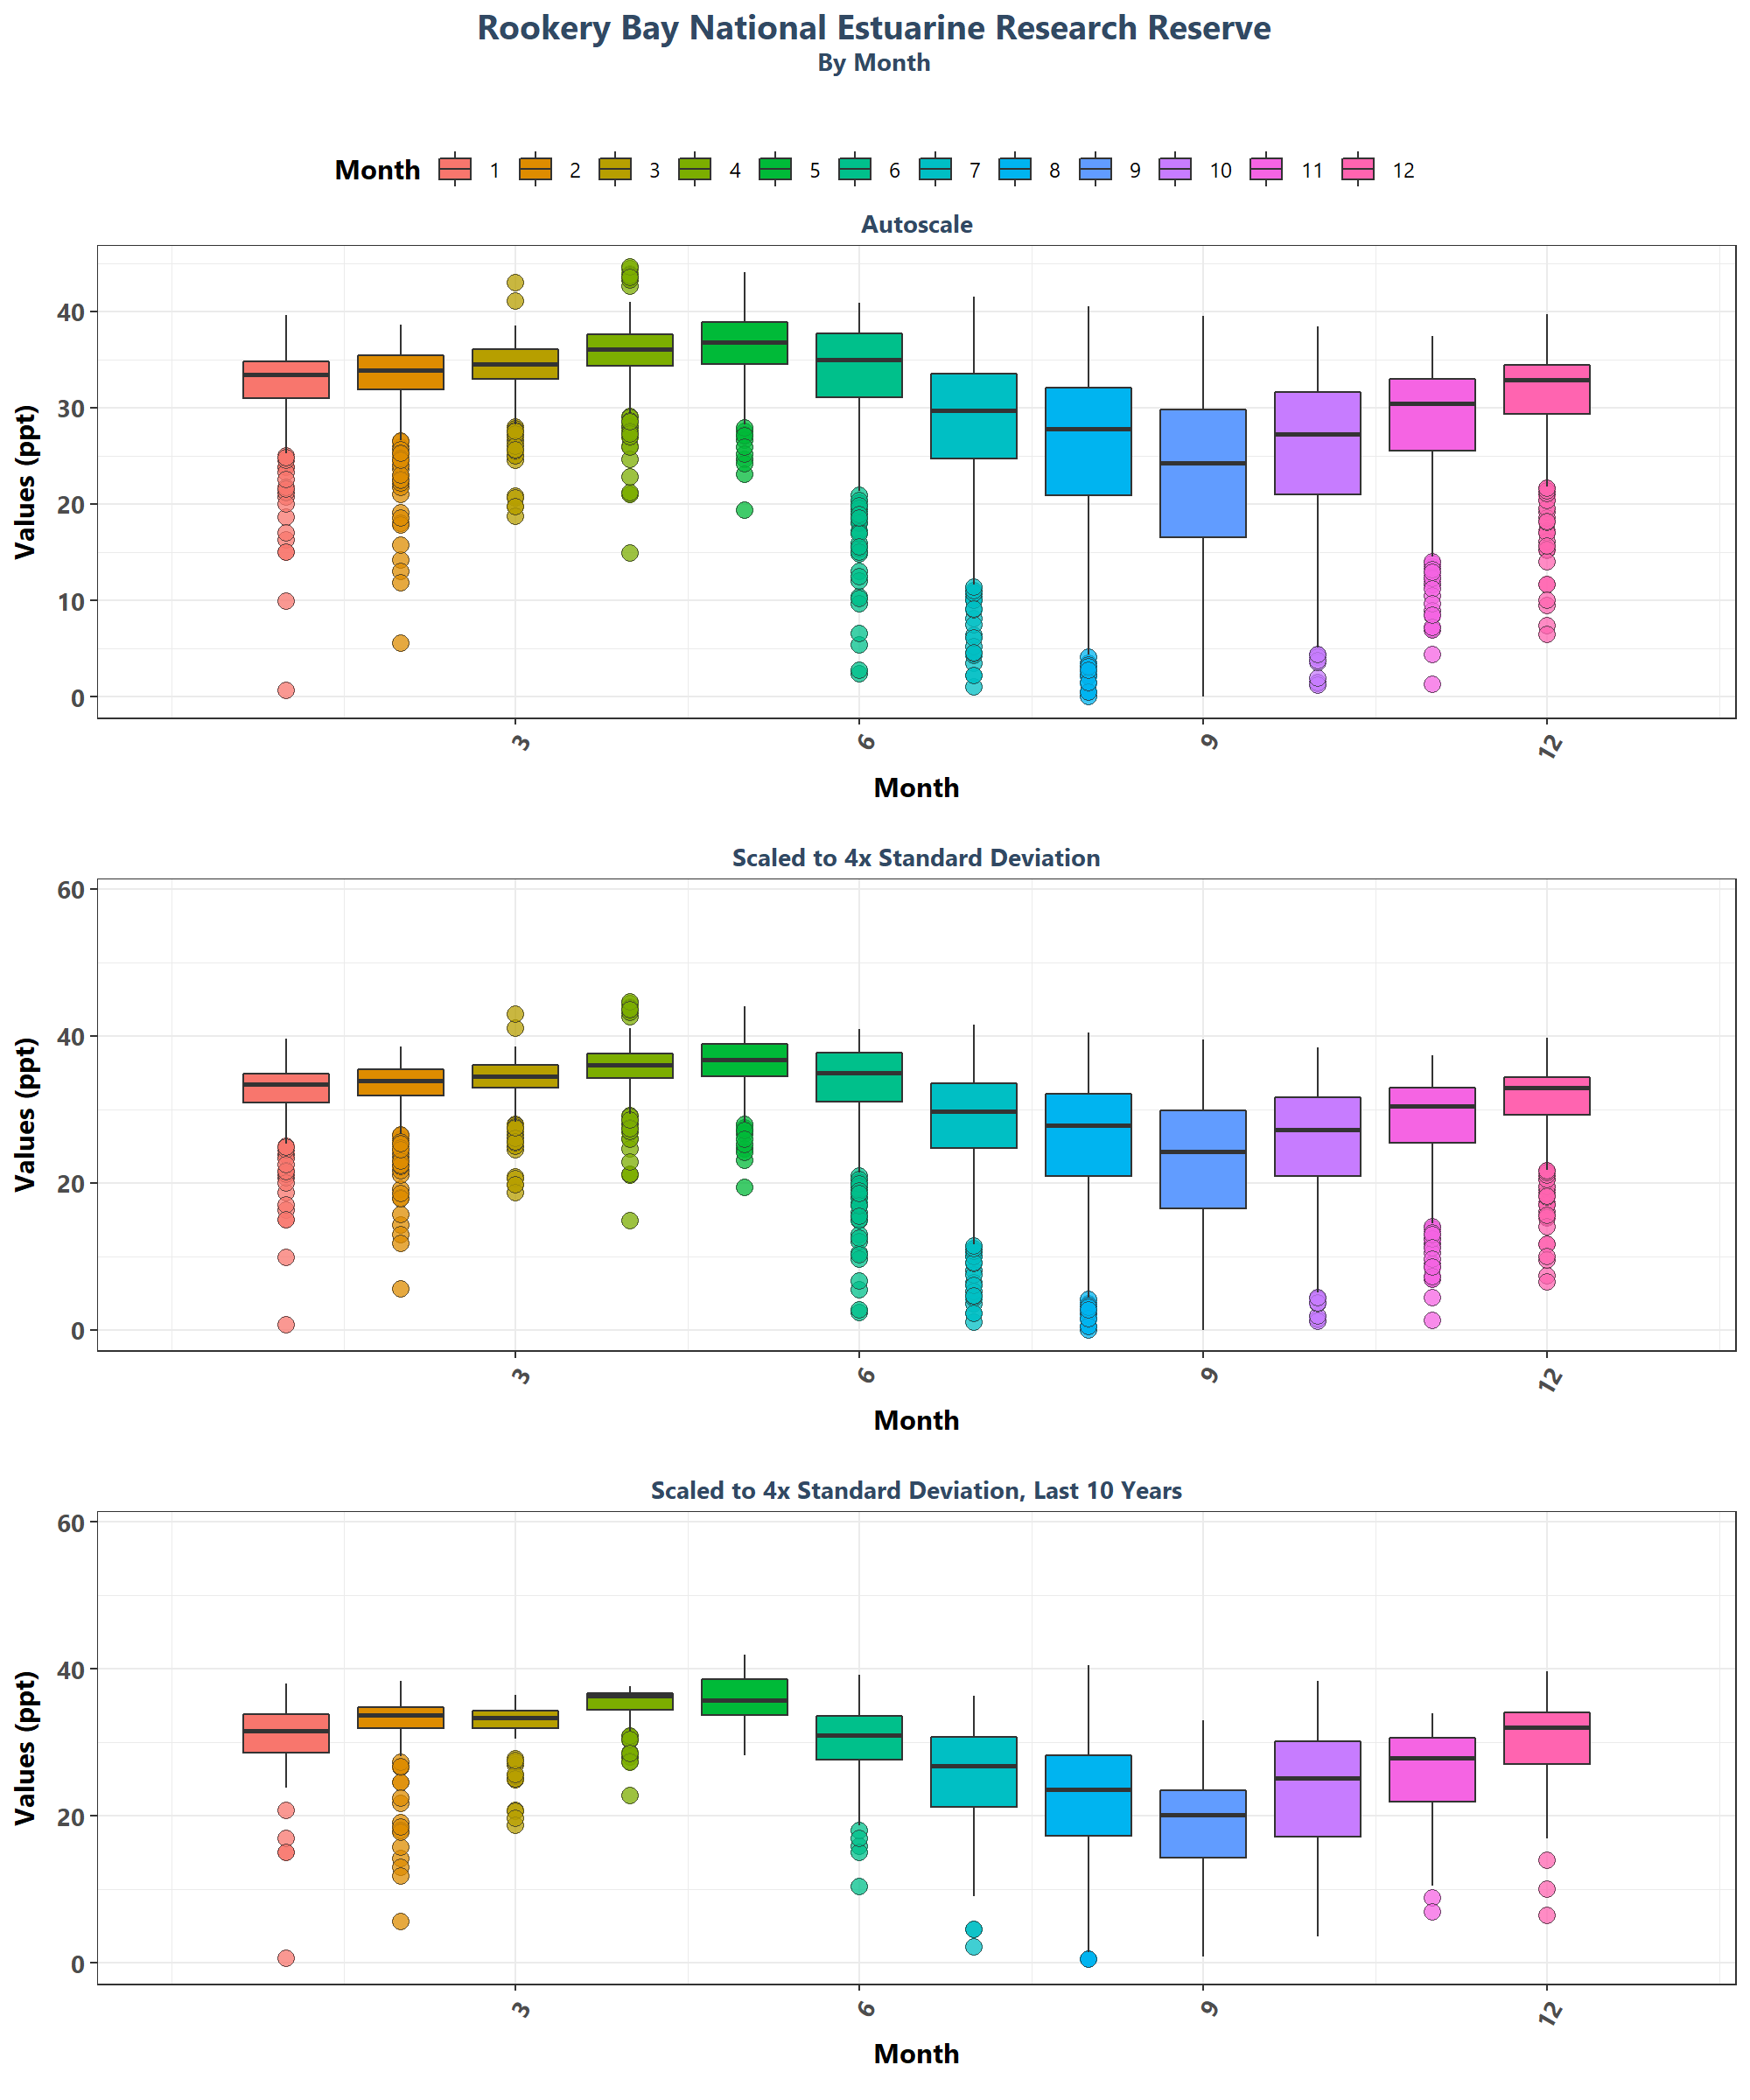 Rookery Bay National Estuarine Research Reserve
By Month
Month 1 2 3 4 5 6 7 8 9 10 11 12
Autoscale
Values (ppt)
40
30
20
10
0
3 6 9 12
Month
Scaled to 4x Standard Deviation
Values (ppt)
60
40
20
0
3 6 9 12
Month
Scaled to 4x Standard Deviation, Last 10 Years
Values (ppt)
60
40
20
0
3 6 9 12
Month